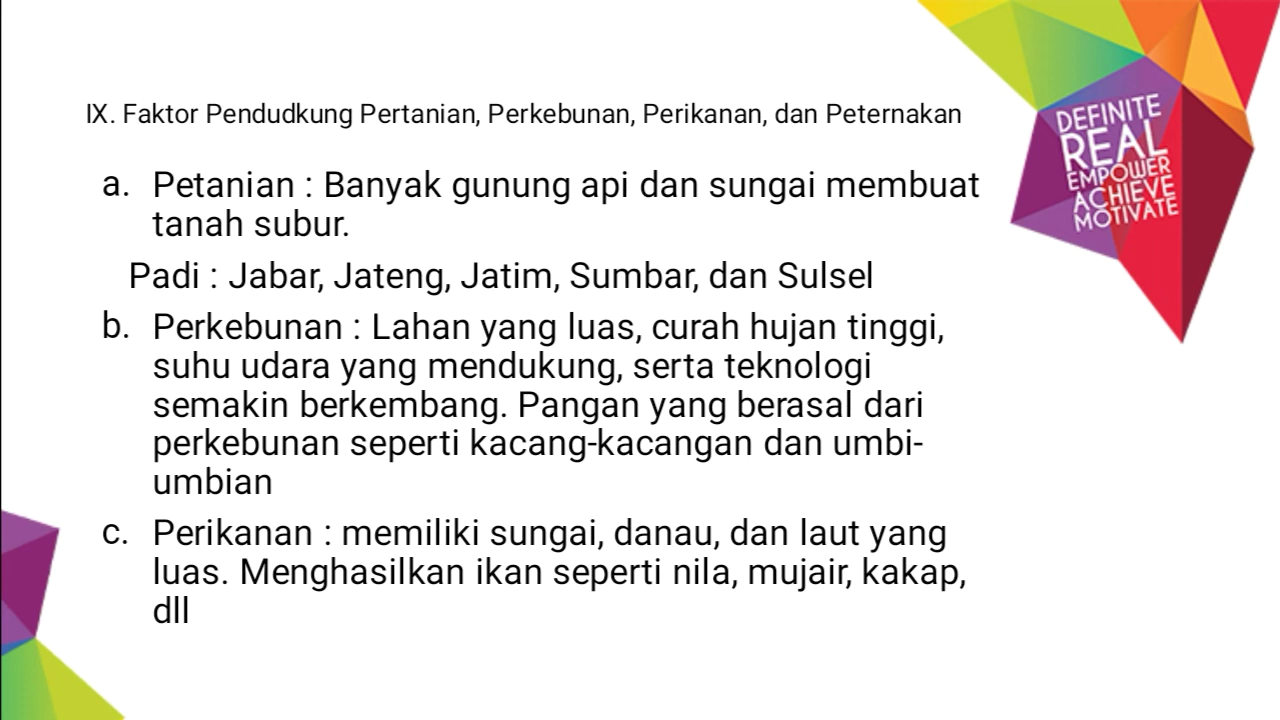 IX. Faktor Pendudkung Pertanian, Perkebunan, Perikanan, dan Peternakan
a. Petanian : Banyak gunung api dan sungai membuat
tanah subur.
Padi : Jabar, Jateng, Jatim, Sumbar, dan Sulsel
b. Perkebunan : Lahan yang luas, curah hujan tinggi,
suhu udara yang mendukung, serta teknologi
semakin berkembang. Pangan yang berasal dari
perkebunan seperti kacang-kacangan dan umbi-
umbian
c. Perikanan : memiliki sungai, danau, dan laut yang
luas. Menghasilkan ikan seperti nila, mujair, kakap,
dll
DEFINITE
REAL
EMPOWER
ACHIEVE
MOTIVATE